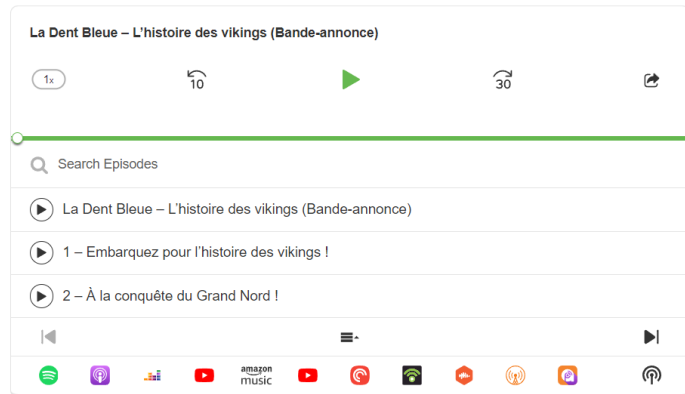 La Dent Bleue – L'histoire des vikings (Bande-annonce)
1x
10
30
Search Episodes
La Dent Bleue – L'histoire des vikings (Bande-annonce)
1 – Embarquez pour l'histoire des vikings !
2 – À la conquête du Grand Nord !
amazon
music